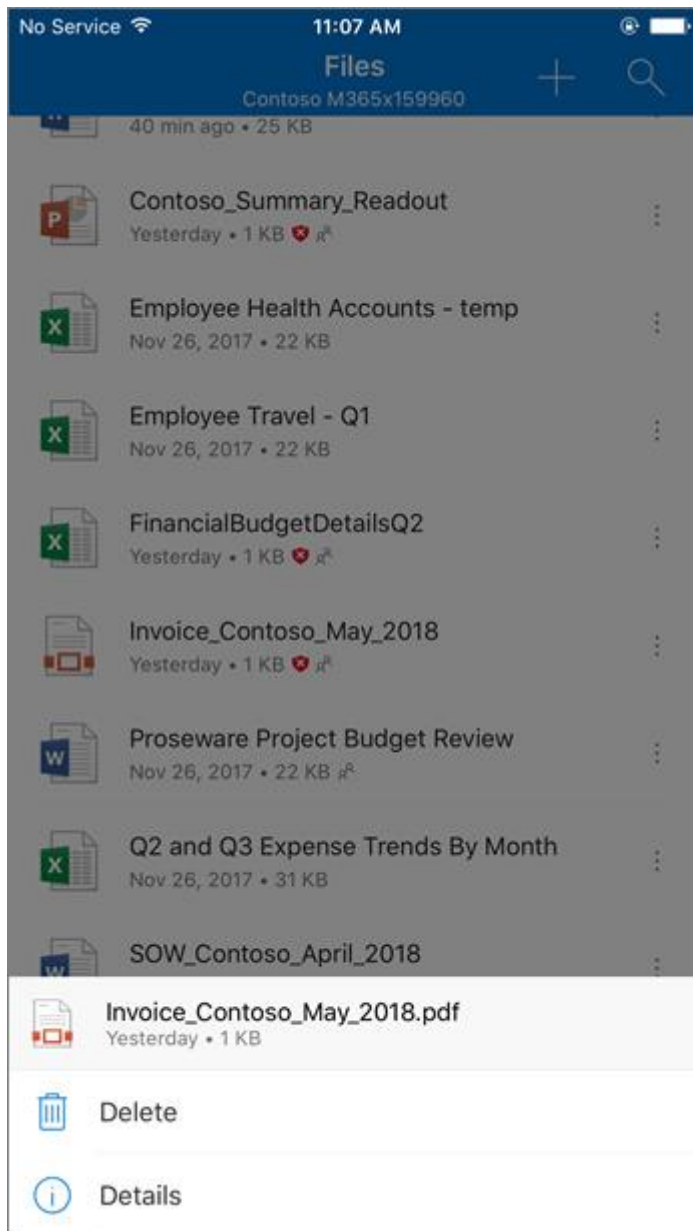 No Service 11:07 AM
Files
Contoso M365x159960
40 min ago • 25 KB
Contoso_Summary_Readout
Yesterday • 1 KB
Employee Health Accounts - temp
Nov 26, 2017 • 22 KB
Employee Travel - Q1
Nov 26, 2017 • 22 KB
FinancialBudgetDetailsQ2
Yesterday • 1 KB
Invoice_Contoso_May_2018
Yesterday • 1 KB
Proseware Project Budget Review
Nov 26, 2017 • 22 KB
Q2 and Q3 Expense Trends By Month
Nov 26, 2017 • 31 KB
SOW_Contoso_April_2018
Invoice_Contoso_May_2018.pdf
Yesterday • 1 KB
Delete
Details